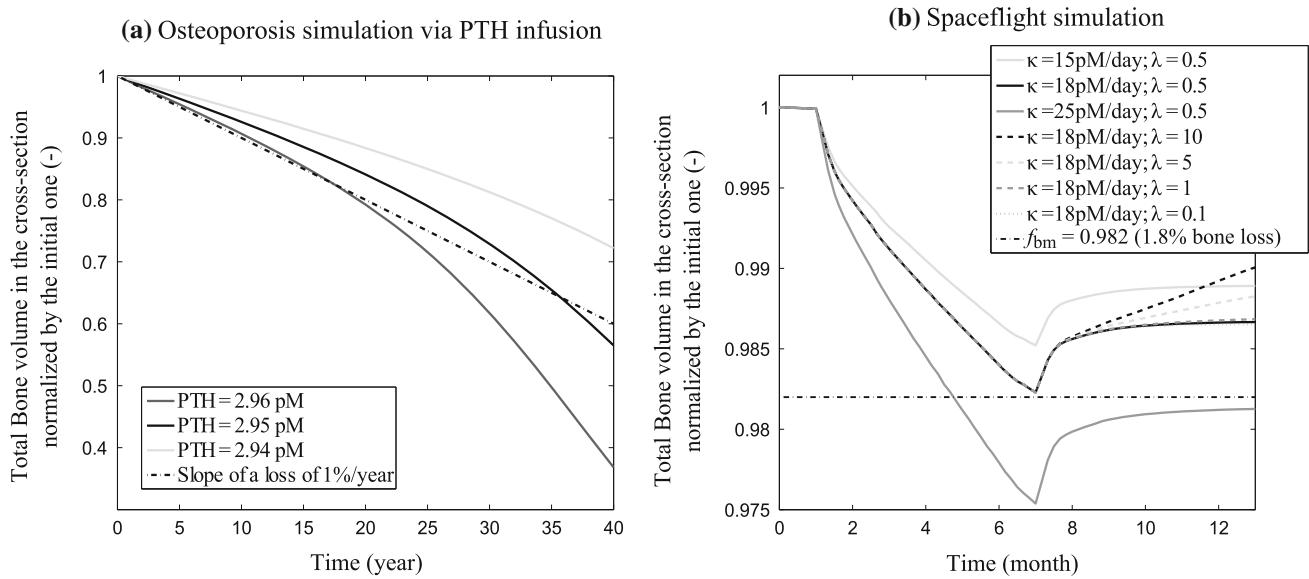 (a) Osteoporosis simulation via PTH infusion
Total Bone volume in the cross-section
normalized by the initial one (-)
1
0.9
0.8
0.7
0.6
0.5
0.4
PTH = 2.96 pM
PTH = 2.95 pM
PTH = 2.94 pM
Slope of a loss of 1%/year
0 5 10 15 20 25 30 35 40
Time (year)
(b) Spaceflight simulation
Total Bone volume in the cross-section
normalized by the initial one (-)
κ =15pM/day; λ = 0.5
κ =18pM/day; λ = 0.5
κ =25pM/day; λ = 0.5
κ =18pM/day; λ = 10
κ =18pM/day; λ = 5
κ =18pM/day; λ = 1
κ =18pM/day; λ = 0.1
fbm = 0.982 (1.8% bone loss)
1
0.995
0.99
0.985
0.98
0.975
0 2 4 6 8 10 12
Time (month)